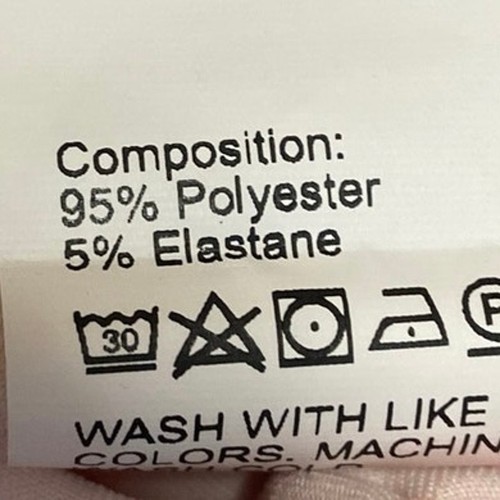 Composition:
95% Polyester
5% Elastane
30 P
WASH WITH LIKE
COLORS. MACHIN